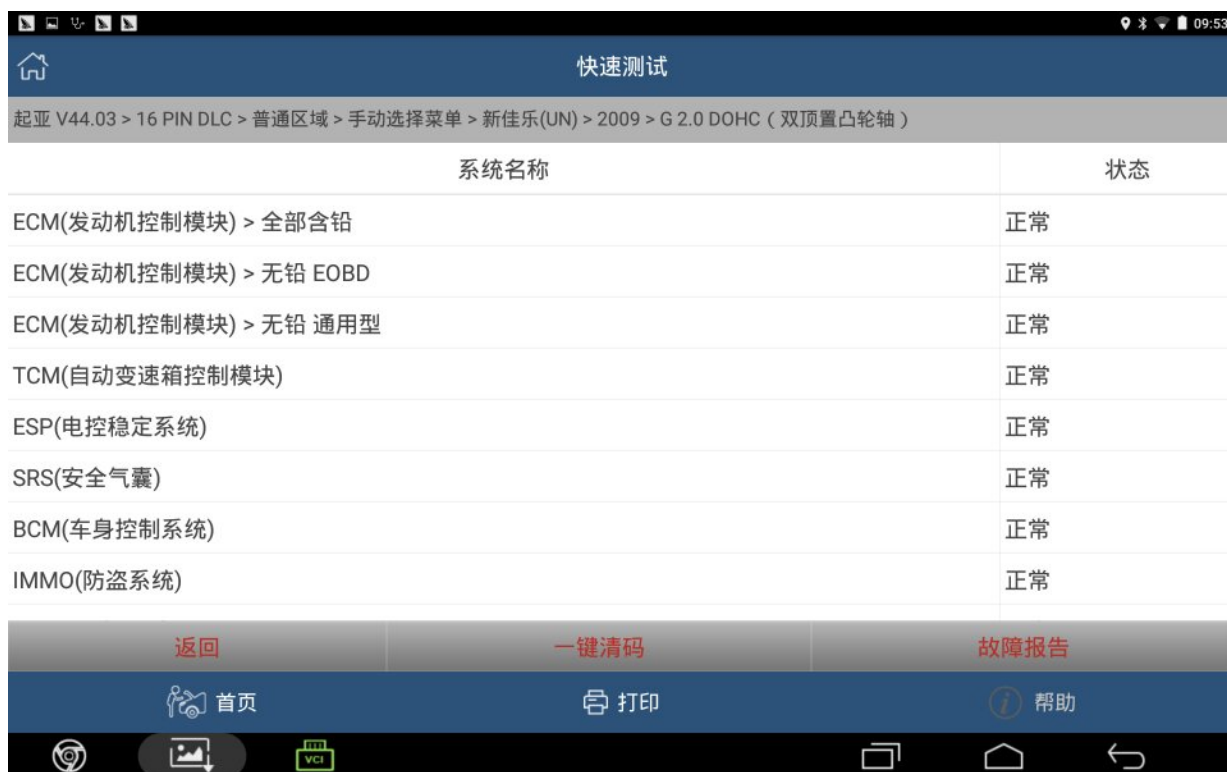 09:53
快速测试
起亚 V44.03 > 16 PIN DLC > 普通区域 > 手动选择菜单 > 新佳乐(UN) > 2009 > G 2.0 DOHC（双顶置凸轮轴）
系统名称 状态
ECM(发动机控制模块) > 全部含铅 正常
ECM(发动机控制模块) > 无铅 EOBD 正常
ECM(发动机控制模块) > 无铅 通用型 正常
TCM(自动变速箱控制模块) 正常
ESP(电控稳定系统) 正常
SRS(安全气囊) 正常
BCM(车身控制系统) 正常
IMMO(防盗系统) 正常
返回 一键清码 故障报告
首页 打印 i 帮助
VCI